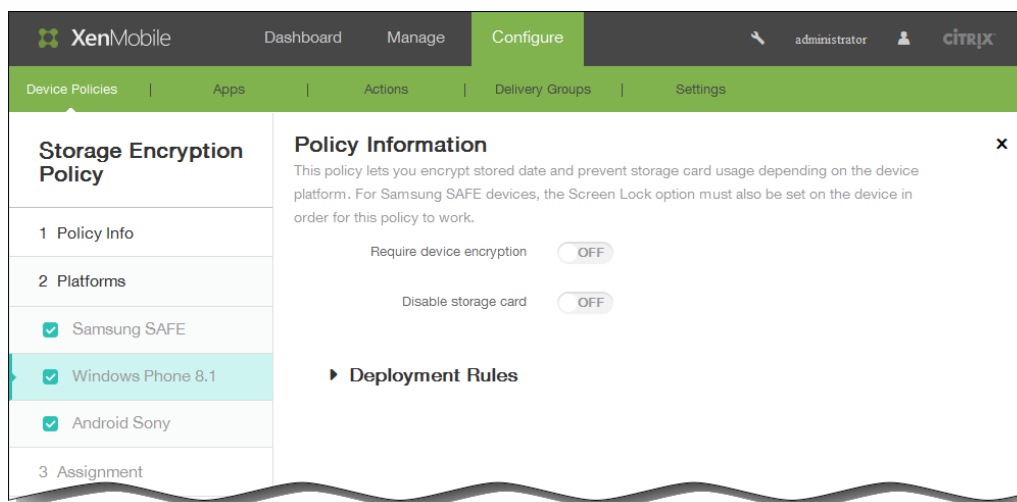 XenMobile Dashboard Manage Configure administrator CITRIX
Device Policies | Apps | Actions | Delivery Groups | Settings
Storage Encryption
Policy
1 Policy Info
2 Platforms
Samsung SAFE
Windows Phone 8.1
Android Sony
3 Assignment
Policy Information
This policy lets you encrypt stored date and prevent storage card usage depending on the device
platform. For Samsung SAFE devices, the Screen Lock option must also be set on the device in
order for this policy to work.
Require device encryption OFF
Disable storage card OFF
Deployment Rules